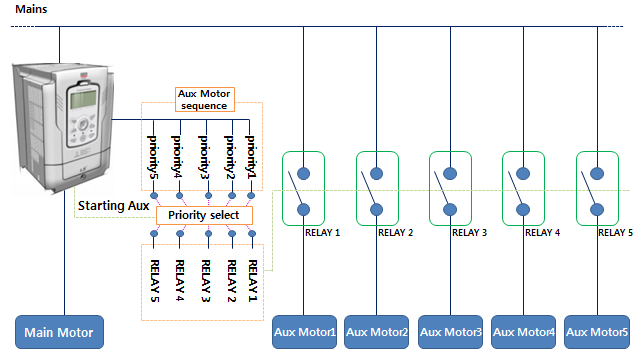 Mains
Aux Motor
sequence
priority5
priority4
priority3
priority2
priority1
Starting Aux
Priority select
RELAY 5
RELAY 4
RELAY 3
RELAY 2
RELAY 1
RELAY 1
RELAY 2
RELAY 3
RELAY 4
RELAY 5
Main Motor
Aux Motor1
Aux Motor2
Aux Motor3
Aux Motor4
Aux Motor5